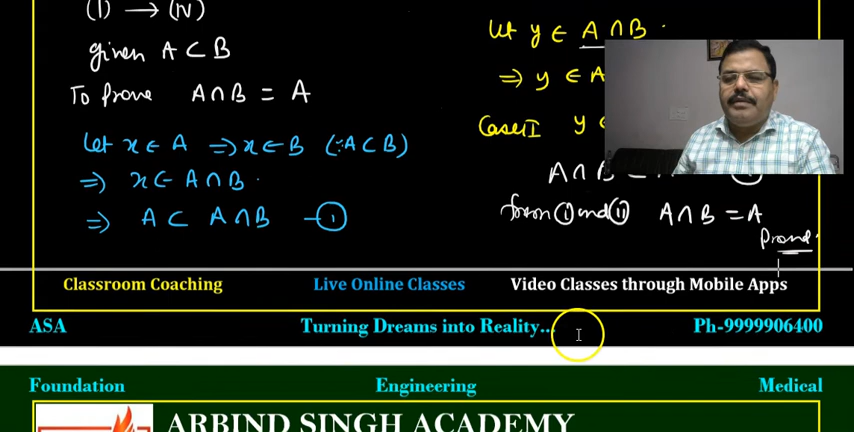 (I) → (IV)
given A ⊂ B
To Prove A ∩ B = A
Let x ∈ A ⇒ x ∈ B (∵ A ⊂ B)
⇒ x ∈ A ∩ B.
⇒ A ⊂ A ∩ B —①
Let y ∈ A ∩ B.
⇒ y ∈ A
Case I y ∈
A ∩ B
from ① and ⑪ A ∩ B = A
Proved.
Classroom Coaching Live Online Classes Video Classes through Mobile Apps
ASA Turning Dreams into Reality... Ph-9999906400
Foundation Engineering Medical
ARBIND SINGH ACADEMY